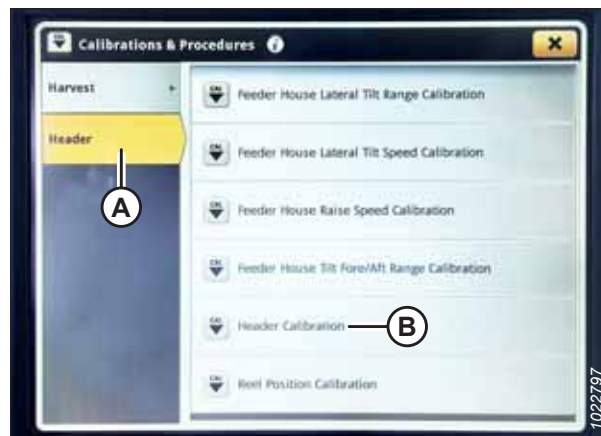 Calibrations & Procedures
Harvest
Header
Feeder House Lateral Tilt Range Calibration
Feeder House Lateral Tilt Speed Calibration
Feeder House Raise Speed Calibration
Feeder House Tilt Fore/Aft Range Calibration
Header Calibration
Reel Position Calibration
A
B
1022797